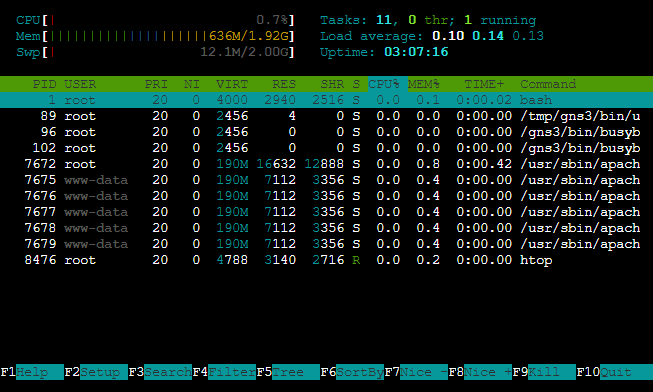 CPU[| 0.7%] Tasks: 11, 0 thr; 1 running
Mem[||||||||||||||||||||636M/1.92G] Load average: 0.10 0.14 0.13
Swp[| 12.1M/2.00G] Uptime: 03:07:16
PID USER PRI NI VIRT RES SHR S CPU% MEM% TIME+ Command
1 root 20 0 4000 2940 2516 S 0.0 0.1 0:00.02 bash
89 root 20 0 2456 4 0 S 0.0 0.0 0:00.00 /tmp/gns3/bin/u
96 root 20 0 2456 0 0 S 0.0 0.0 0:00.00 /gns3/bin/busyb
102 root 20 0 2456 0 0 S 0.0 0.0 0:00.00 /gns3/bin/busyb
7672 root 20 0 190M 16632 12888 S 0.0 0.8 0:00.42 /usr/sbin/apach
7675 www-data 20 0 190M 7112 3356 S 0.0 0.4 0:00.00 /usr/sbin/apach
7676 www-data 20 0 190M 7112 3356 S 0.0 0.4 0:00.00 /usr/sbin/apach
7677 www-data 20 0 190M 7112 3356 S 0.0 0.4 0:00.00 /usr/sbin/apach
7678 www-data 20 0 190M 7112 3356 S 0.0 0.4 0:00.00 /usr/sbin/apach
7679 www-data 20 0 190M 7112 3356 S 0.0 0.4 0:00.00 /usr/sbin/apach
8476 root 20 0 4788 3140 2716 R 0.0 0.2 0:00.00 htop
F1Help F2Setup F3SearchF4FilterF5Tree F6SortByF7Nice -F8Nice +F9Kill F10Quit